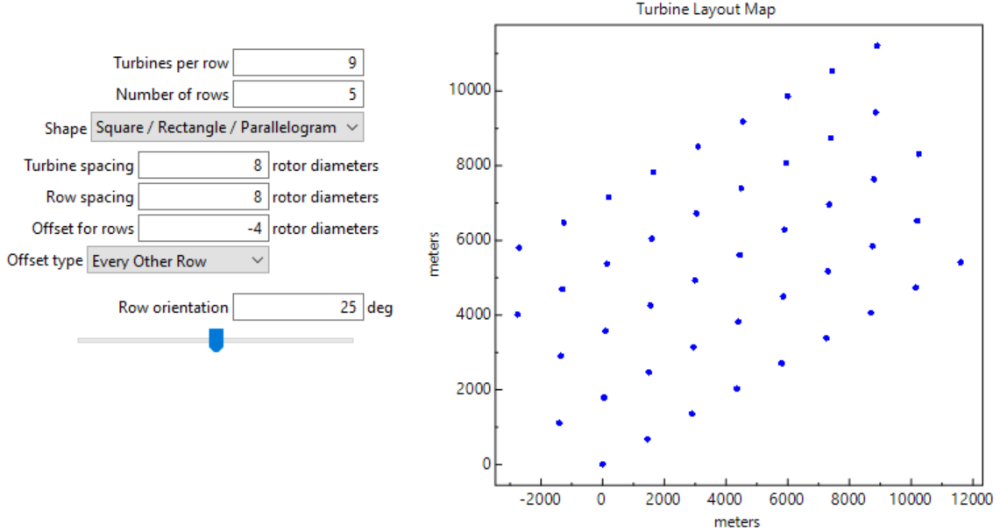 Turbines per row 9
Number of rows 5
Shape Square / Rectangle / Parallelogram
Turbine spacing 8 rotor diameters
Row spacing 8 rotor diameters
Offset for rows -4 rotor diameters
Offset type Every Other Row
Row orientation 25 deg
Turbine Layout Map
10000
8000
6000
4000
2000
0
meters
-2000 0 2000 4000 6000 8000 10000 12000
meters